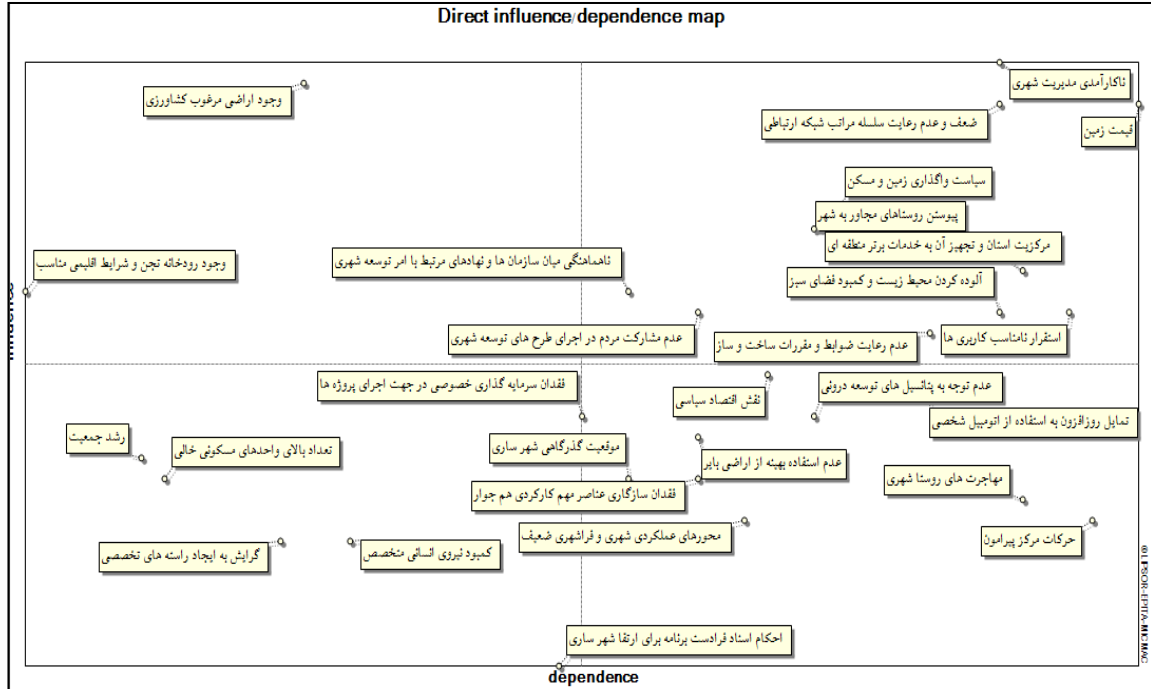 Direct influence/dependence map
ناکارآمدی مدیریت شهری
وجود اراضی مرغوب کشاورزی
ضعف و عدم رعایت سلسله مراتب شبکه ارتباطی
قیمت زمین
سیاست واگذاری زمین و مسکن
پیوستن روستاهای مجاور به شهر
مرکزیت استان و تجهیز آن به خدمات برتر منطقه ای
ناهماهنگی میان سازمان ها و نهادهای مرتبط با امر توسعه شهری
وجود رودخانه تجن و شرایط اقلیمی مناسب
آلوده کردن محیط زیست و کمبود فضای سبز
influence
عدم مشارکت مردم در اجرای طرح های توسعه شهری
عدم رعایت ضوابط و مقررات ساخت و ساز
استقرار نامناسب کاربری ها
فقدان سرمایه گذاری خصوصی در جهت اجرای پروژه ها
نقش اقتصاد سیاسی
عدم توجه به پتانسیل های توسعه درونی
تمایل روزافزون به استفاده از اتومبیل شخصی
رشد جمعیت
تعداد بالای واحدهای مسکونی خالی
موقعیت گذرگاهی شهر ساری
عدم استفاده بهینه از اراضی بایر
مهاجرت های روستا شهری
فقدان سازگاری عناصر مهم کارکردی هم جوار
محورهای عملکردی شهری و فراشهری ضعیف
حرکات مرکز پیرامون
گرایش به ایجاد راسته های تخصصی
کمبود نیروی انسانی متخصص
احکام اسناد فرادست برنامه برای ارتقا شهر ساری
dependence
© LIPSOR-EPITA-MICMAC